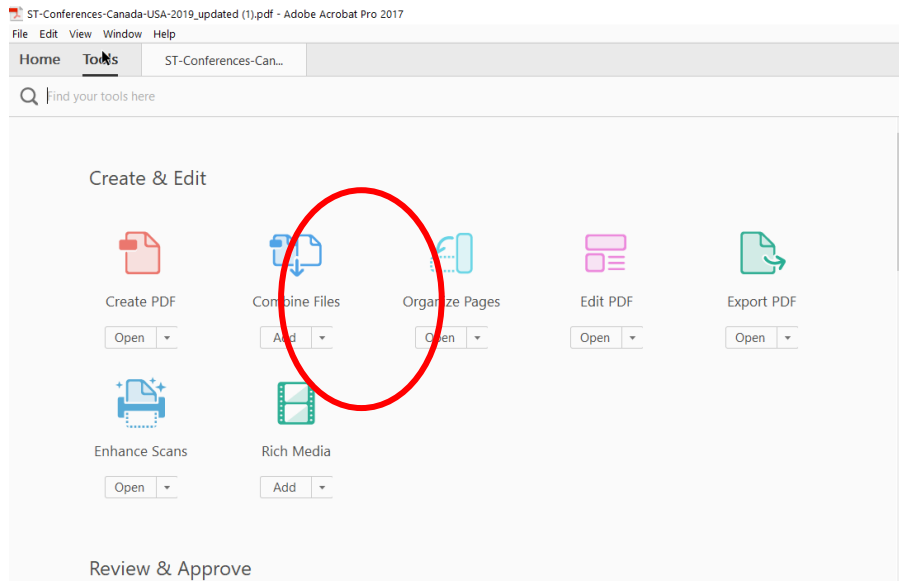 ST-Conferences-Canada-USA-2019_updated (1).pdf - Adobe Acrobat Pro 2017
File Edit View Window Help
Home Tools ST-Conferences-Can...
Find your tools here
Create & Edit
Create PDF Combine Files Organize Pages Edit PDF Export PDF
Open Add Open Open Open
Enhance Scans Rich Media
Open Add
Review & Approve